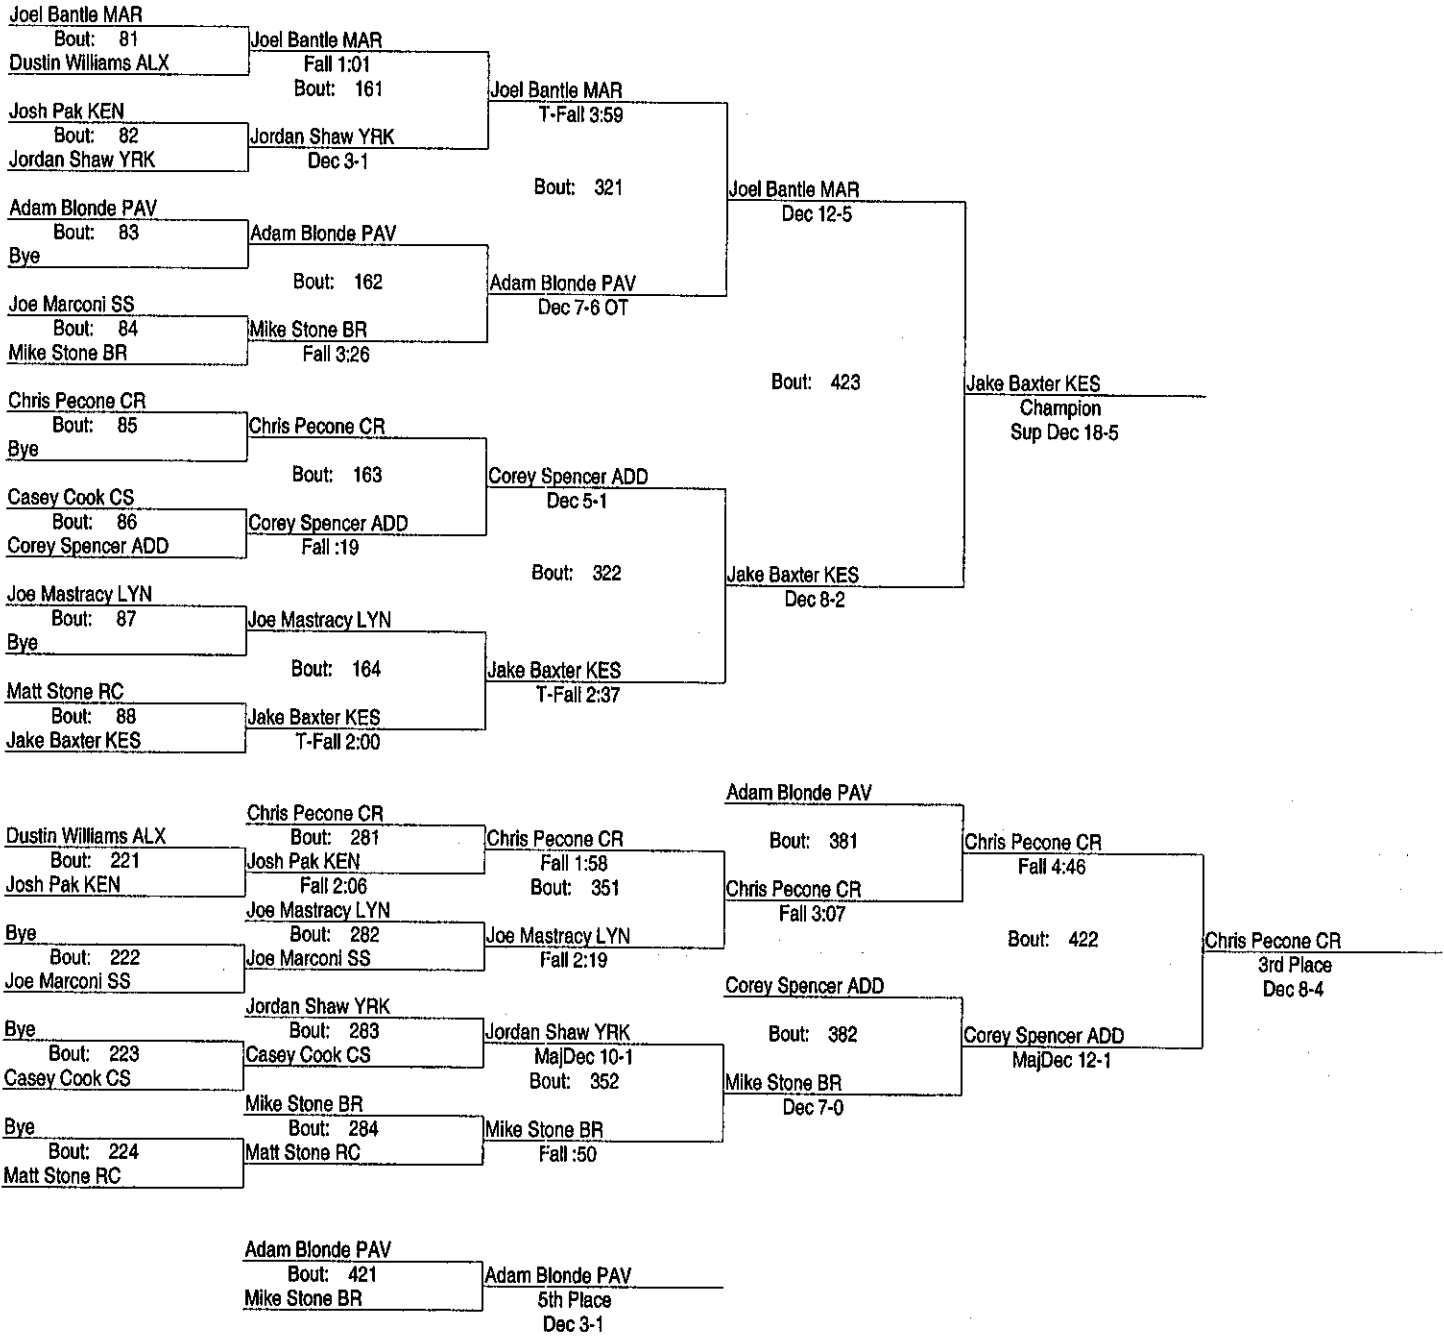 Joel Bantle MAR
Bout: 81
Dustin Williams ALX
Josh Pak KEN
Bout: 82
Jordan Shaw YRK
Adam Blonde PAV
Bout: 83
Bye
Joe Marconi SS
Bout: 84
Mike Stone BR
Chris Pecone CR
Bout: 85
Bye
Casey Cook CS
Bout: 86
Corey Spencer ADD
Joe Mastracy LYN
Bout: 87
Bye
Matt Stone RC
Bout: 88
Jake Baxter KES
Joel Bantle MAR
Fall 1:01
Bout: 161
Jordan Shaw YRK
Dec 3-1
Adam Blonde PAV
Bout: 162
Mike Stone BR
Fall 3:26
Chris Pecone CR
Bout: 163
Corey Spencer ADD
Fall :19
Joe Mastracy LYN
Bout: 164
Jake Baxter KES
T-Fall 2:00
Joel Bantle MAR
T-Fall 3:59
Bout: 321
Adam Blonde PAV
Dec 7-6 OT
Corey Spencer ADD
Dec 5-1
Bout: 322
Jake Baxter KES
T-Fall 2:37
Joel Bantle MAR
Dec 12-5
Bout: 423
Jake Baxter KES
Dec 8-2
Jake Baxter KES
Champion
Sup Dec 18-5
Dustin Williams ALX
Bout: 221
Josh Pak KEN
Bye
Bout: 222
Joe Marconi SS
Bye
Bout: 223
Casey Cook CS
Bye
Bout: 224
Matt Stone RC
Chris Pecone CR
Bout: 281
Josh Pak KEN
Fall 2:06
Joe Mastracy LYN
Bout: 282
Joe Marconi SS
Jordan Shaw YRK
Bout: 283
Casey Cook CS
Mike Stone BR
Bout: 284
Matt Stone RC
Chris Pecone CR
Fall 1:58
Bout: 351
Joe Mastracy LYN
Fall 2:19
Jordan Shaw YRK
MajDec 10-1
Bout: 352
Mike Stone BR
Fall :50
Adam Blonde PAV
Bout: 381
Chris Pecone CR
Fall 3:07
Corey Spencer ADD
Bout: 382
Mike Stone BR
Dec 7-0
Chris Pecone CR
Fall 4:46
Bout: 422
Corey Spencer ADD
MajDec 12-1
Chris Pecone CR
3rd Place
Dec 8-4
Adam Blonde PAV
Bout: 421
Mike Stone BR
Adam Blonde PAV
5th Place
Dec 3-1